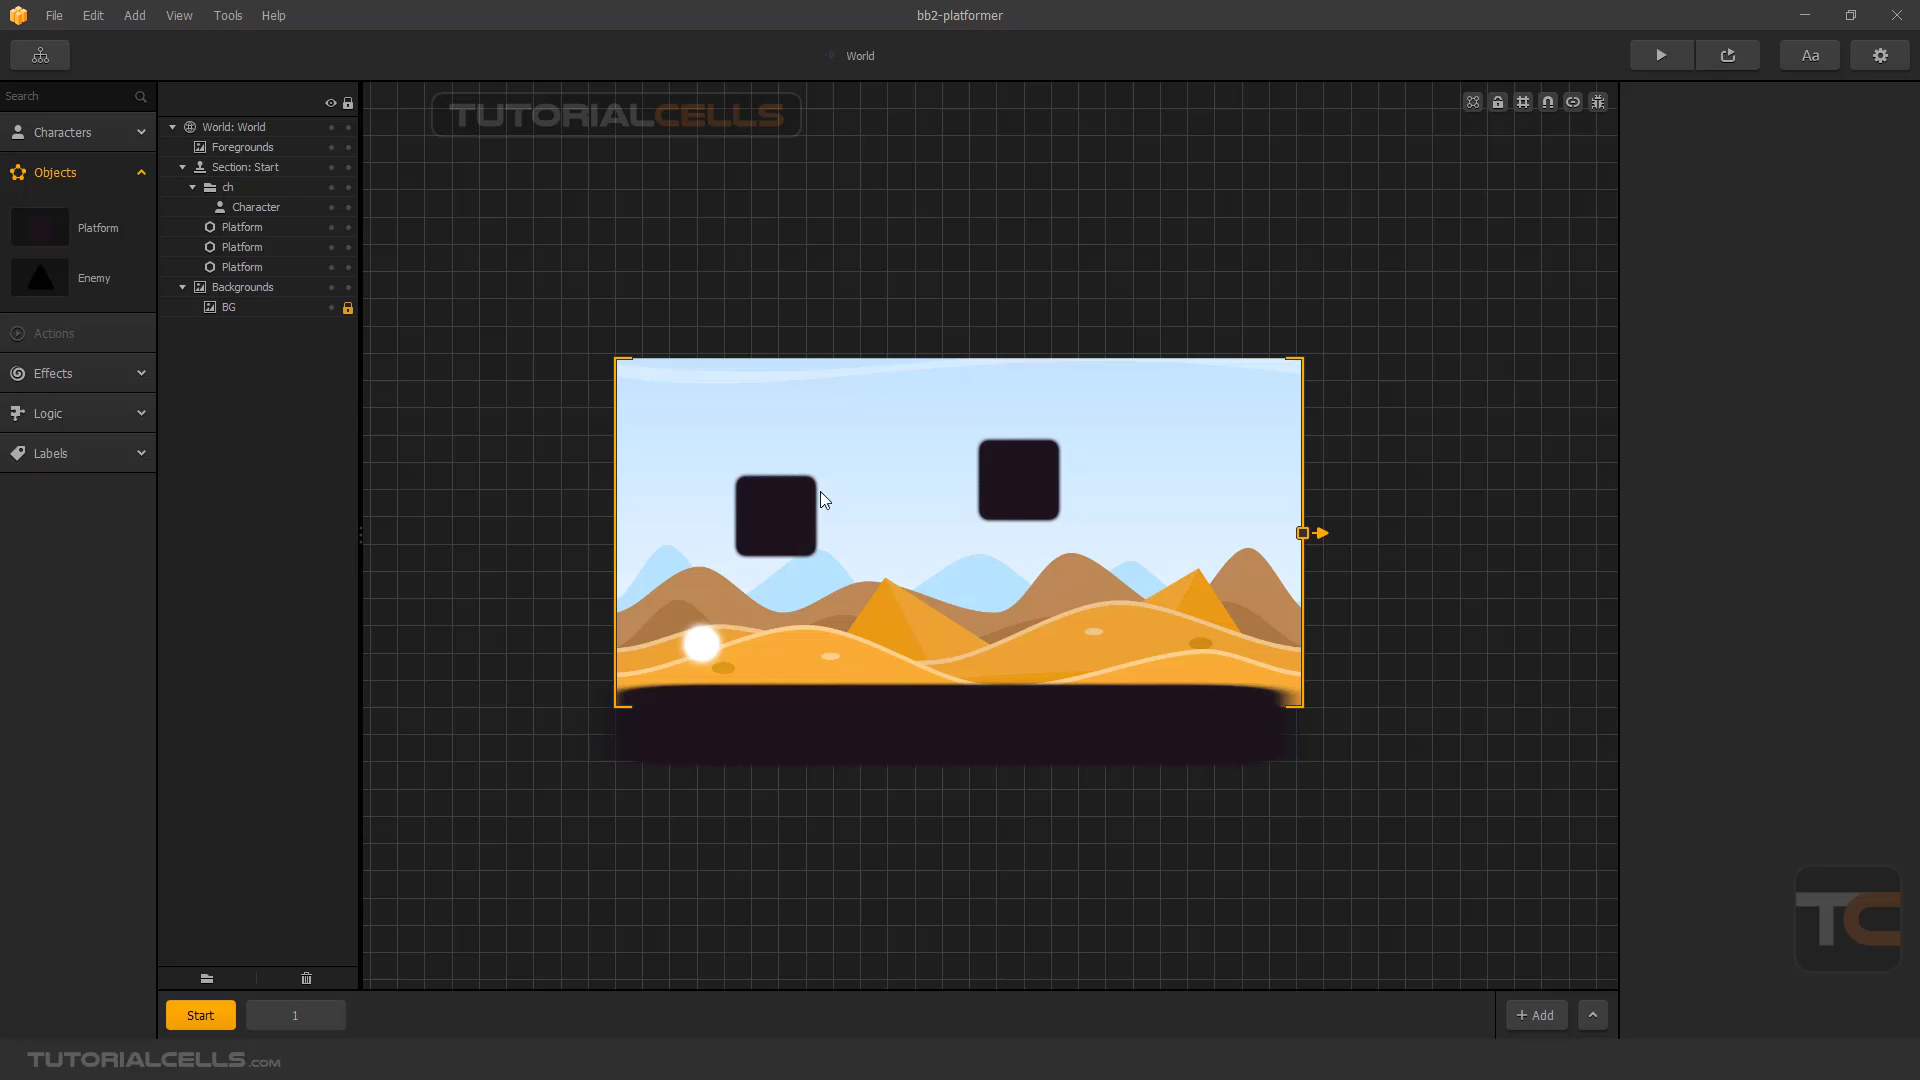 File Edit Add View Tools Help
bb2-platformer
World
Aa
Search
Characters
Objects
Platform
Enemy
Actions
Effects
Logic
Labels
World: World
Foregrounds
Section: Start
ch
Character
Platform
Platform
Platform
Backgrounds
BG
TUTORIALCELLS
TC
Start
1
+ Add
TUTORIALCELLS.COM